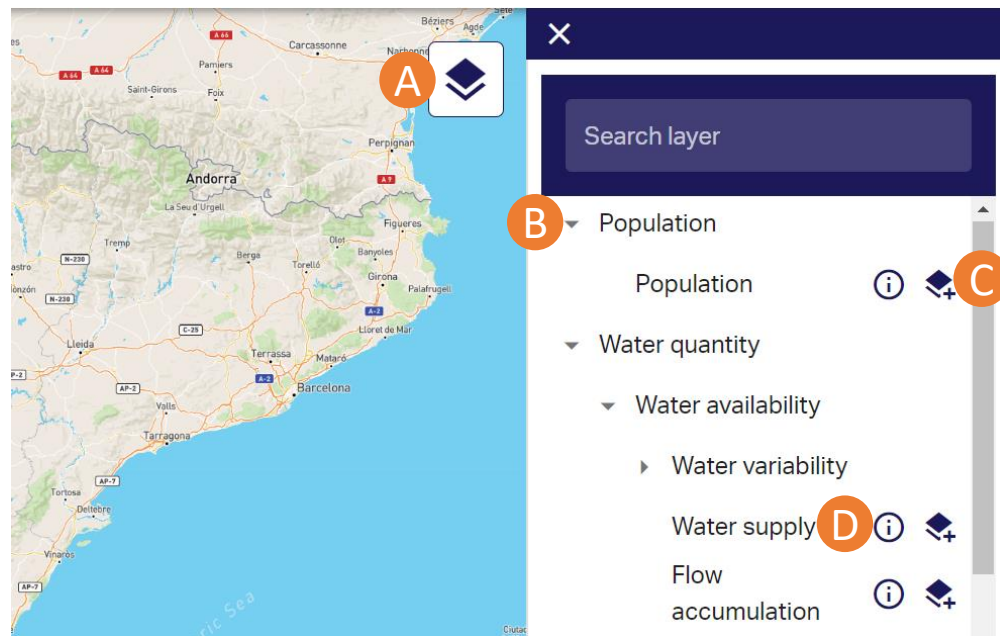 Béziers
Agde
Sète
A 66
Carcassonne
Narbonne
Pamiers
A 64
A 64
Saint-Girons
Foix
A
Perpignan
Andorra
A 9
La Seu d'Urgell
Figueres
Tremp
Olot
Banyoles
N-230
Berga
Torelló
Girona
Palafrugell
N-230
A-2
C-25
Lloret de Mar
Lleida
Terrassa
Mataró
AP-2
A-2
Barcelona
AP-2
Valls
Tarragona
AP-7
Tortosa
Deltebre
Vinaròs
AP-7
Search layer
B
Population
Population
C
Water quantity
Water availability
Water variability
Water supply
D
Flow
accumulation